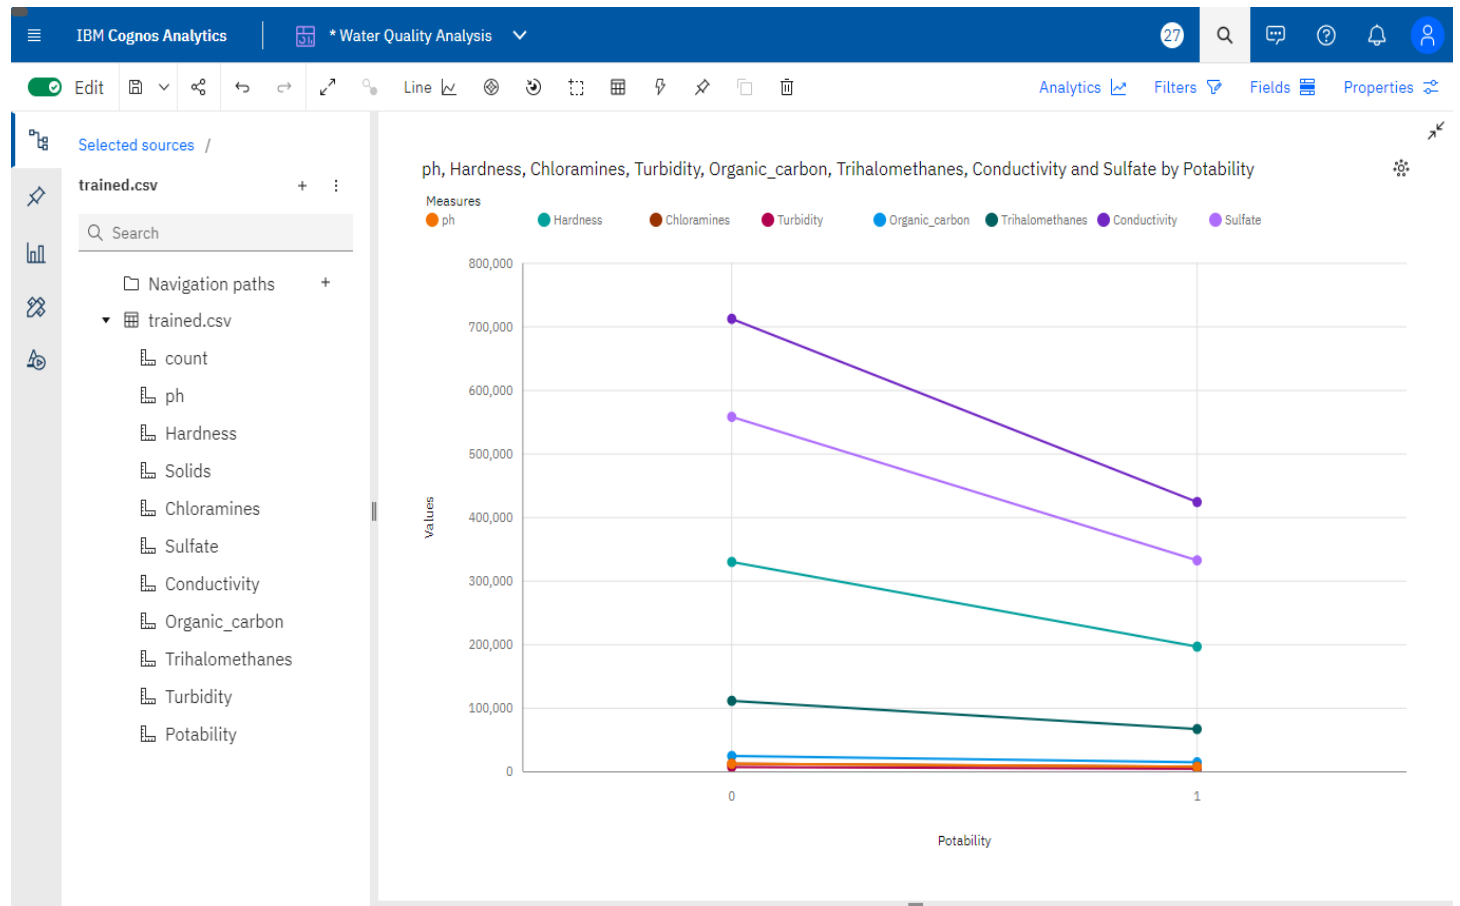 IBM Cognos Analytics
* Water Quality Analysis
27
Edit
Line
Analytics
Filters
Fields
Properties
Selected sources /
trained.csv
Search
Navigation paths
trained.csv
count
ph
Hardness
Solids
Chloramines
Sulfate
Conductivity
Organic_carbon
Trihalomethanes
Turbidity
Potability
ph, Hardness, Chloramines, Turbidity, Organic_carbon, Trihalomethanes, Conductivity and Sulfate by Potability
Measures
ph Hardness Chloramines Turbidity Organic_carbon Trihalomethanes Conductivity Sulfate
800,000
700,000
600,000
500,000
400,000
300,000
200,000
100,000
0
Values
0 1
Potability